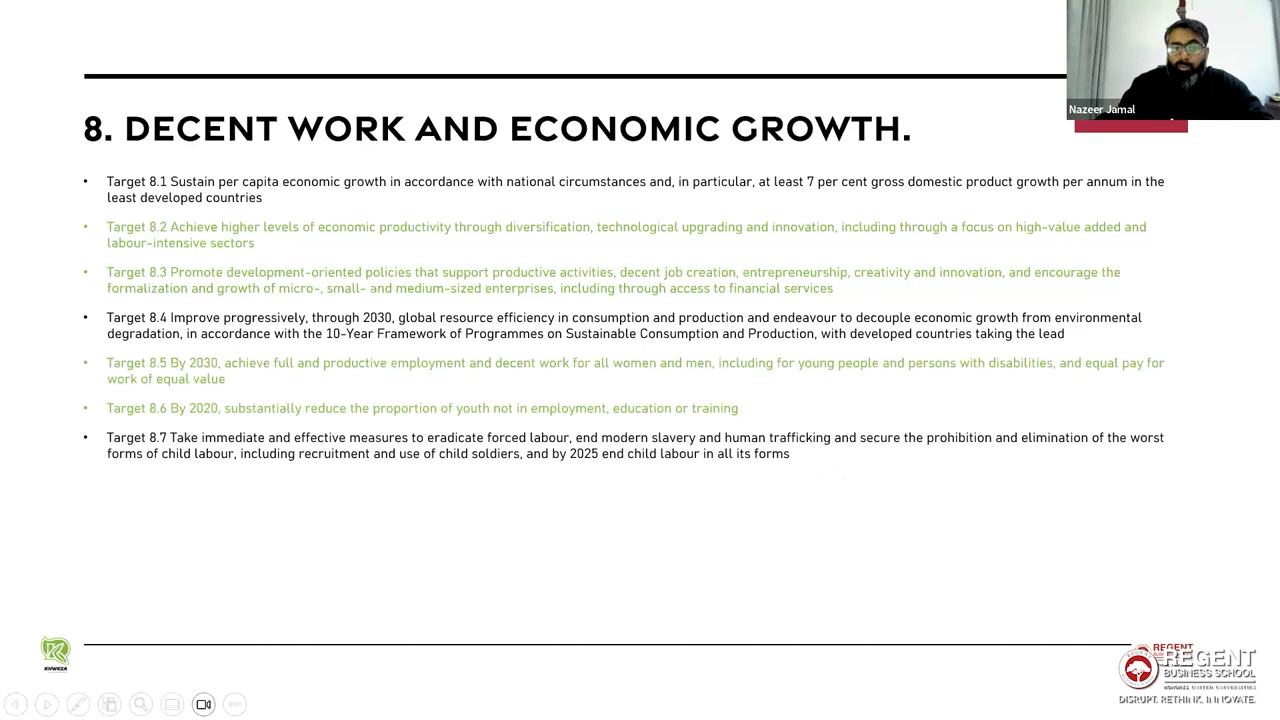 Nazeer Jamal
8. DECENT WORK AND ECONOMIC GROWTH.
• Target 8.1 Sustain per capita economic growth in accordance with national circumstances and, in particular, at least 7 per cent gross domestic product growth per annum in the
least developed countries
• Target 8.2 Achieve higher levels of economic productivity through diversification, technological upgrading and innovation, including through a focus on high-value added and
labour-intensive sectors
• Target 8.3 Promote development-oriented policies that support productive activities, decent job creation, entrepreneurship, creativity and innovation, and encourage the
formalization and growth of micro-, small- and medium-sized enterprises, including through access to financial services
• Target 8.4 Improve progressively, through 2030, global resource efficiency in consumption and production and endeavour to decouple economic growth from environmental
degradation, in accordance with the 10-Year Framework of Programmes on Sustainable Consumption and Production, with developed countries taking the lead
• Target 8.5 By 2030, achieve full and productive employment and decent work for all women and men, including for young people and persons with disabilities, and equal pay for
work of equal value
• Target 8.6 By 2020, substantially reduce the proportion of youth not in employment, education or training
• Target 8.7 Take immediate and effective measures to eradicate forced labour, end modern slavery and human trafficking and secure the prohibition and elimination of the worst
forms of child labour, including recruitment and use of child soldiers, and by 2025 end child labour in all its forms
KHWEZA
REGENT
REGENT
BUSINESS SCHOOL
HONORIS UNITED UNIVERSITIES
DISRUPT. RETHINK. INNOVATE.